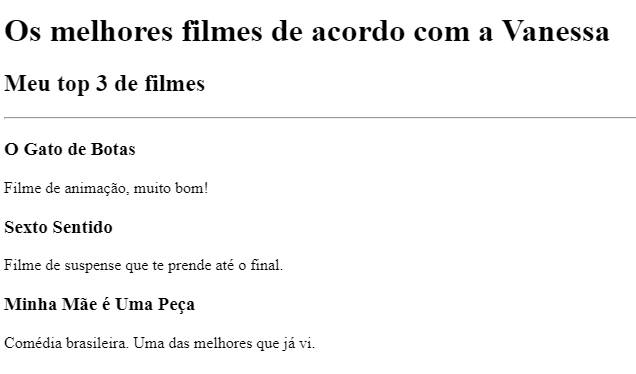 Os melhores filmes de acordo com a Vanessa
Meu top 3 de filmes
O Gato de Botas
Filme de animação, muito bom!
Sexto Sentido
Filme de suspense que te prende até o final.
Minha Mãe é Uma Peça
Comédia brasileira. Uma das melhores que já vi.